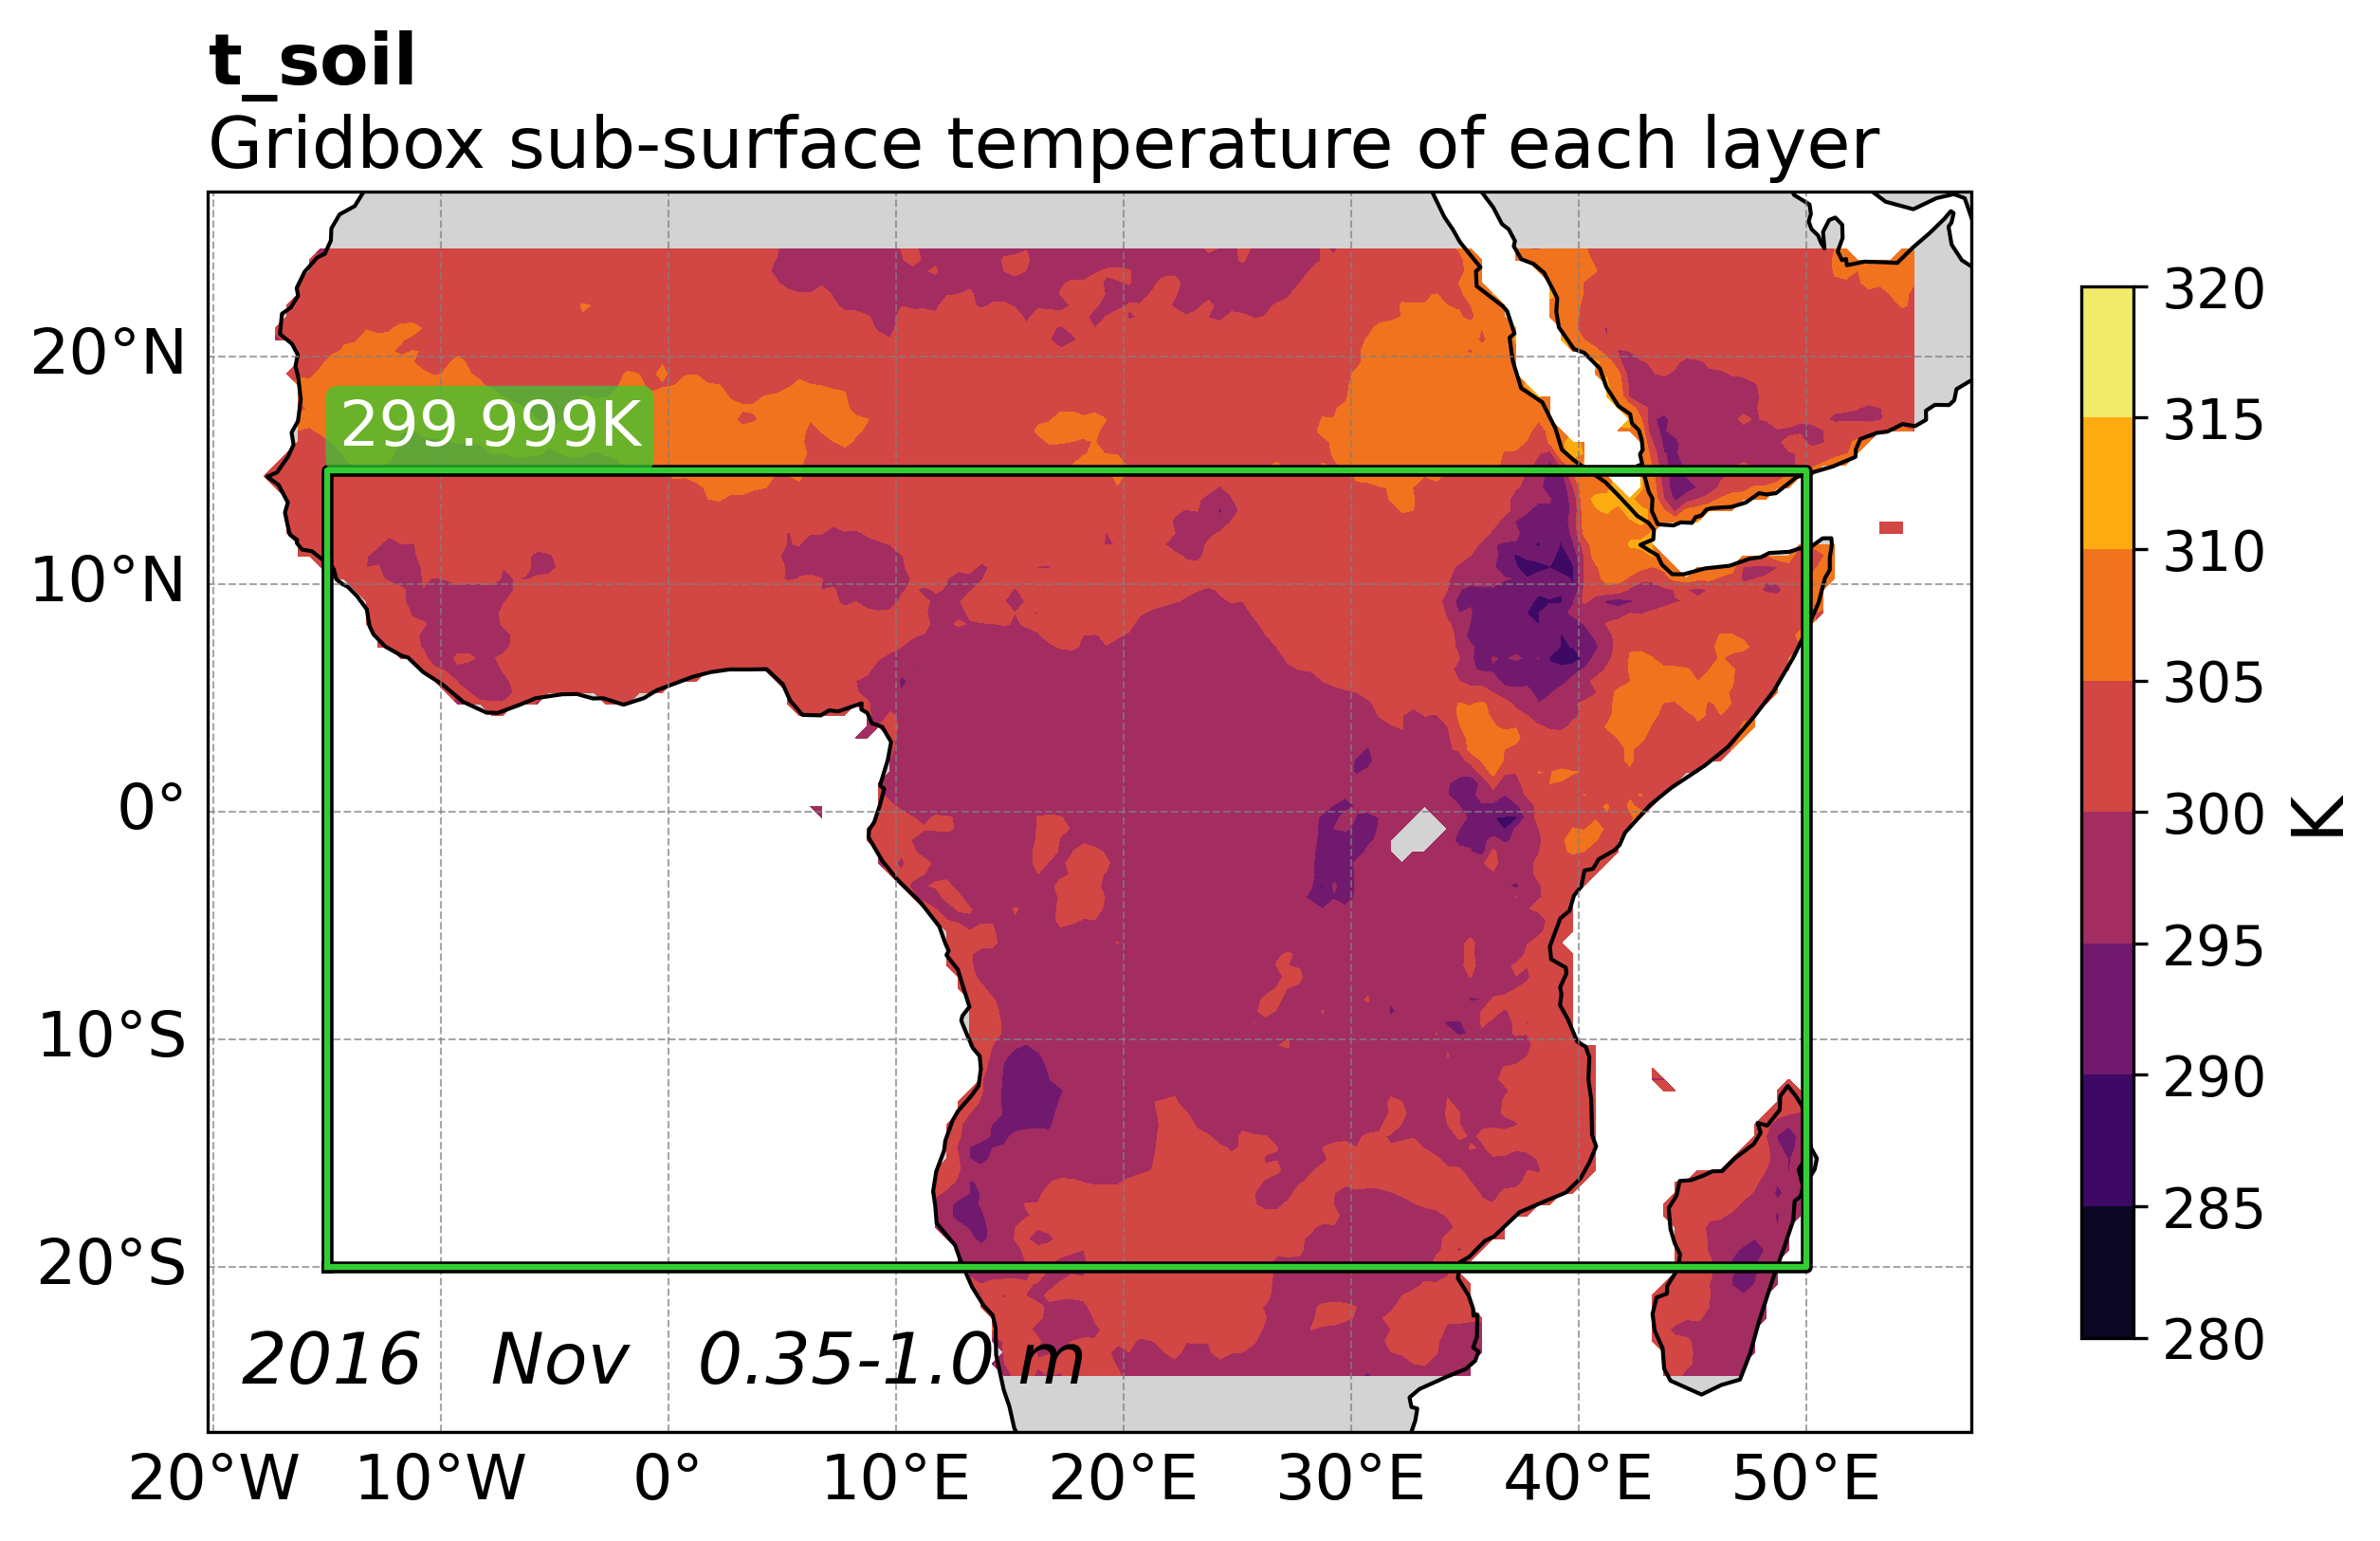 t_soil
Gridbox sub-surface temperature of each layer
299.999K
20°N
10°N
0°
10°S
20°S
2016 Nov 0.35-1.0 m
20°W 10°W 0° 10°E 20°E 30°E 40°E 50°E
320
315
310
305
300
295
290
285
280
K